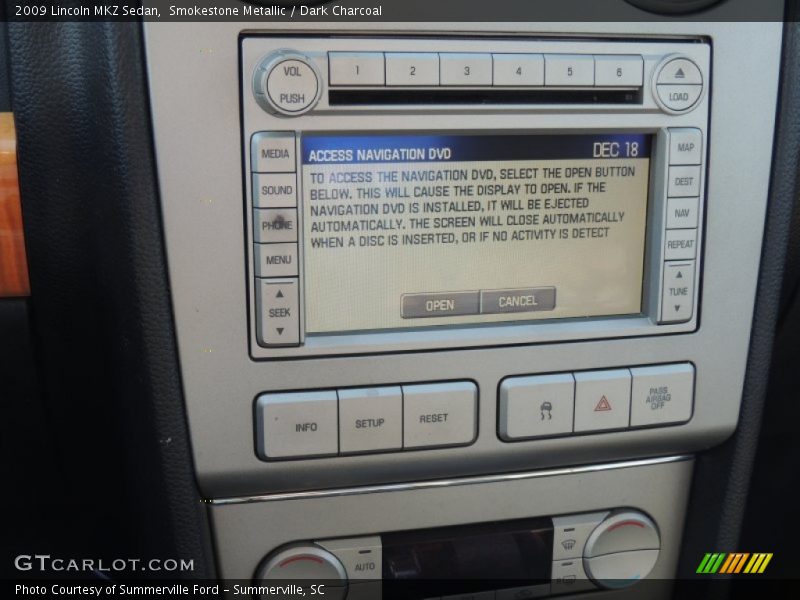 2009 Lincoln MKZ Sedan,  Smokestone Metallic / Dark Charcoal
VOL
PUSH
1 2 3 4 5 6
LOAD
MEDIA
SOUND
PHONE
MENU
SEEK
ACCESS NAVIGATION DVD DEC 18
TO ACCESS THE NAVIGATION DVD, SELECT THE OPEN BUTTON
BELOW. THIS WILL CAUSE THE DISPLAY TO OPEN. IF THE
NAVIGATION DVD IS INSTALLED, IT WILL BE EJECTED
AUTOMATICALLY. THE SCREEN WILL CLOSE AUTOMATICALLY
WHEN A DISC IS INSERTED, OR IF NO ACTIVITY IS DETECT
OPEN CANCEL
MAP
DEST
NAV
REPEAT
TUNE
INFO SETUP RESET
PASS
AIRBAG
OFF
AUTO
GTCARLOT.COM
Photo Courtesy of Summerville Ford - Summerville, SC